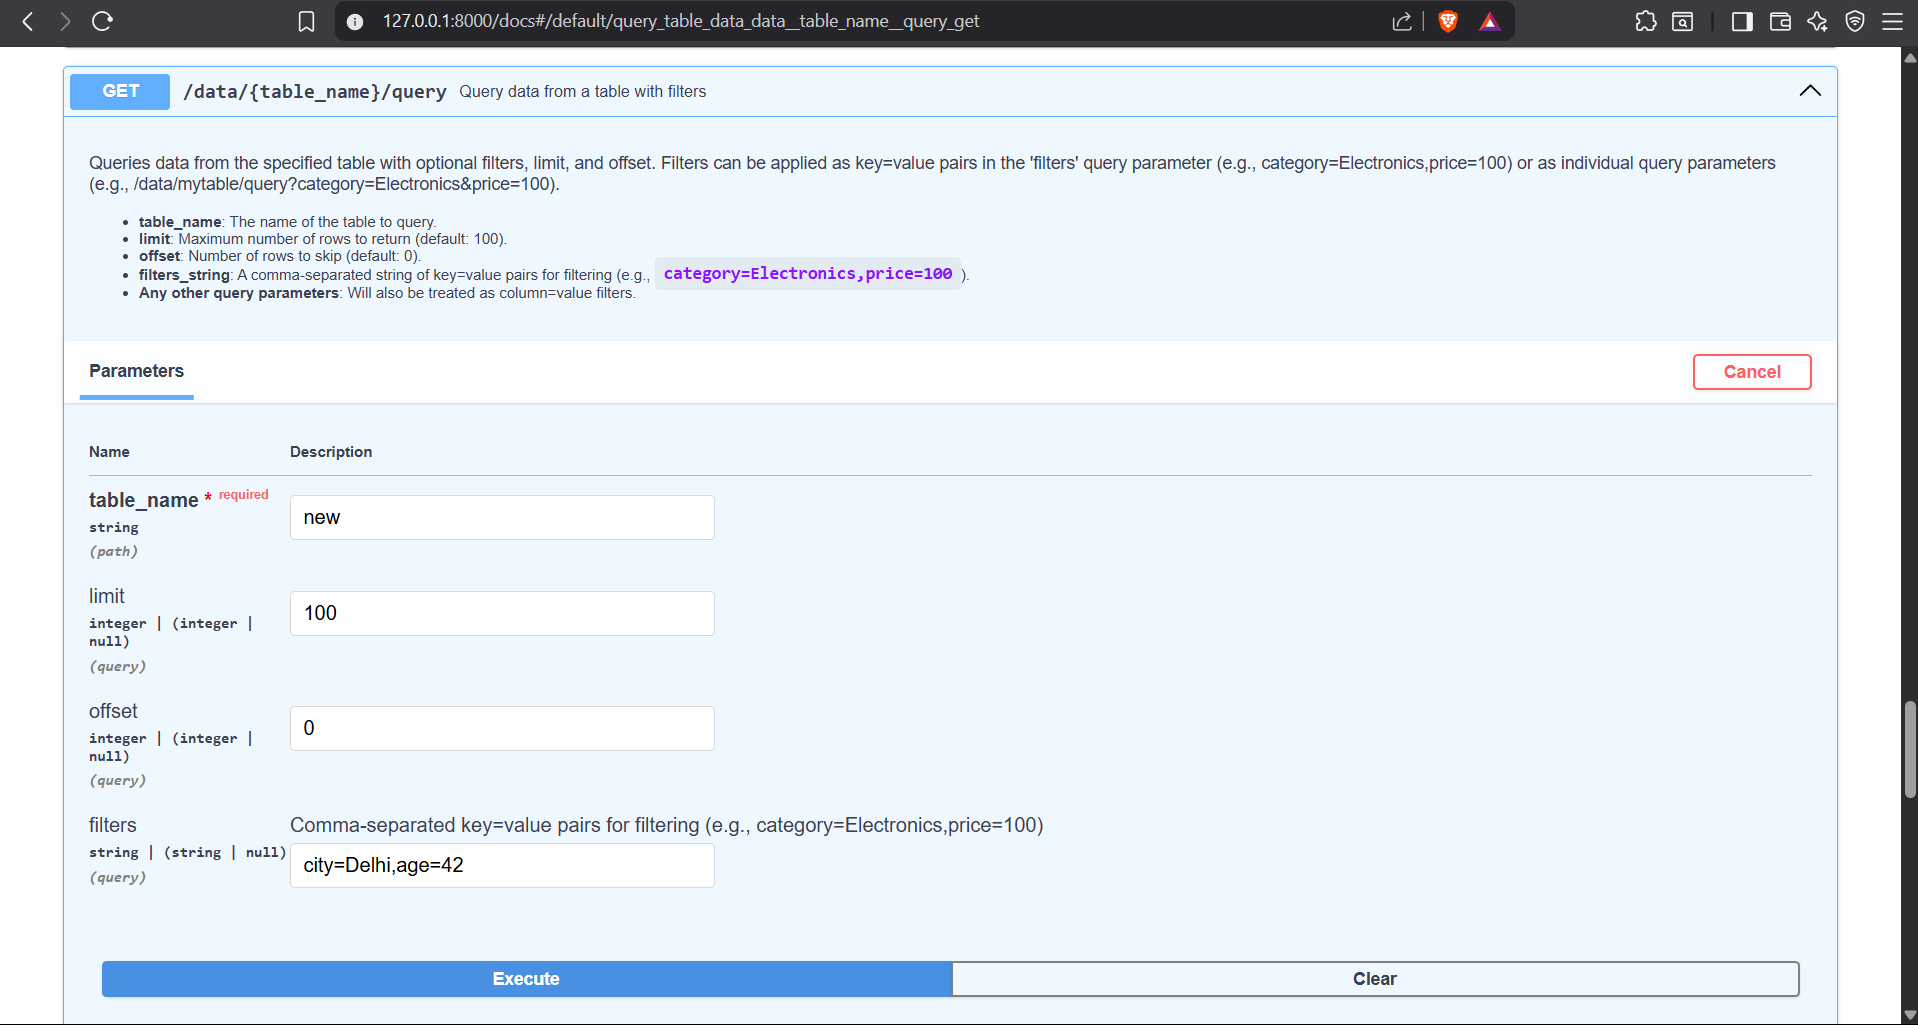 127.0.0.1:8000/docs#/default/query_table_data_data__table_name__query_get
GET /data/{table_name}/query Query data from a table with filters
Queries data from the specified table with optional filters, limit, and offset. Filters can be applied as key=value pairs in the 'filters' query parameter (e.g., category=Electronics,price=100) or as individual query parameters
(e.g., /data/mytable/query?category=Electronics&price=100).
• table_name: The name of the table to query.
• limit: Maximum number of rows to return (default: 100).
• offset: Number of rows to skip (default: 0).
• filters_string: A comma-separated string of key=value pairs for filtering (e.g., category=Electronics,price=100 ).
• Any other query parameters: Will also be treated as column=value filters.
Parameters
Cancel
Name Description
table_name * required
string
(path)
new
limit
integer | (integer |
null)
(query)
100
offset
integer | (integer |
null)
(query)
0
filters
string | (string | null)
(query)
Comma-separated key=value pairs for filtering (e.g., category=Electronics,price=100)
city=Delhi,age=42
Execute
Clear